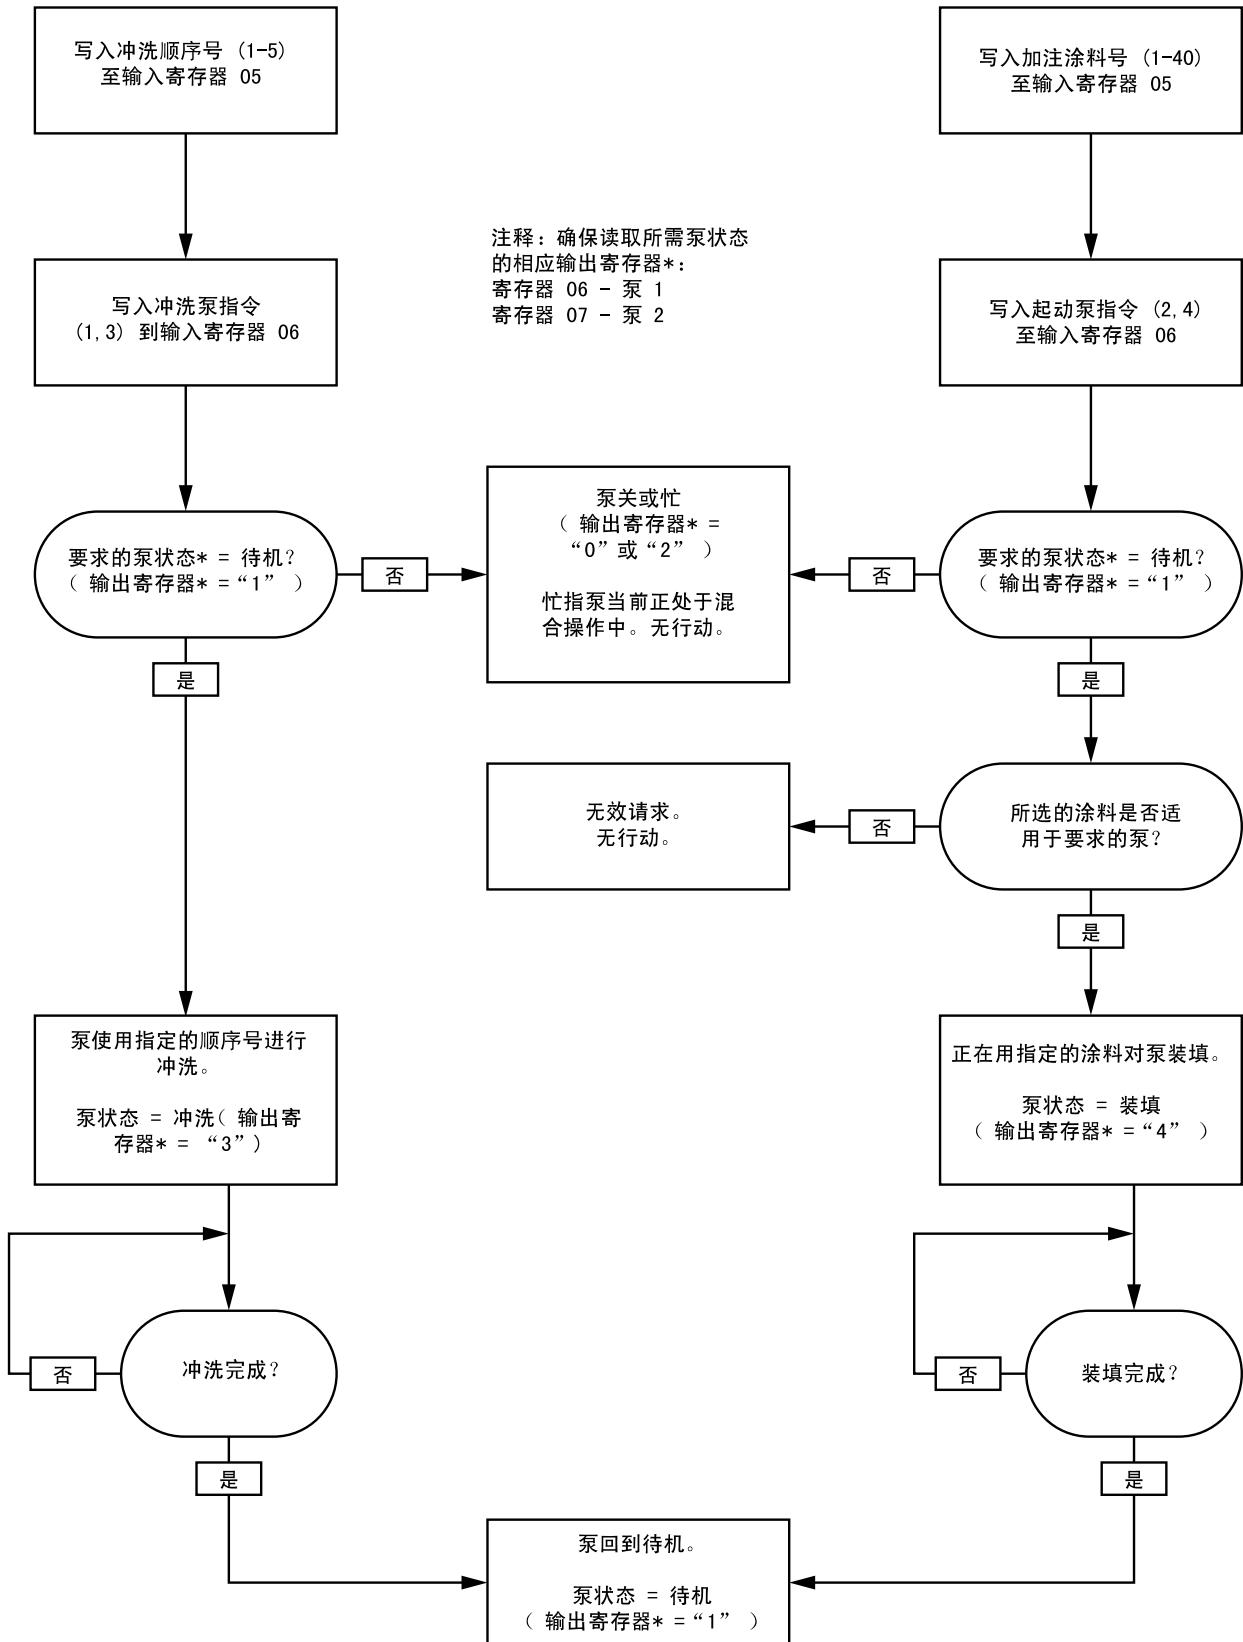 写入冲洗顺序号 (1-5)
至输入寄存器 05
写入加注涂料号 (1-40)
至输入寄存器 05
注释：确保读取所需泵状态
的相应输出寄存器*：
寄存器 06 - 泵 1
寄存器 07 - 泵 2
写入冲洗泵指令
(1,3) 到输入寄存器 06
写入起动泵指令 (2,4)
至输入寄存器 06
要求的泵状态* = 待机？
（ 输出寄存器* =“1” ）
否
泵关或忙
（ 输出寄存器* =
“0”或“2” ）
忙指泵当前正处于混
合操作中。无行动。
否
要求的泵状态* = 待机？
（ 输出寄存器* =“1” ）
是
是
无效请求。
无行动。
否
所选的涂料是否适
用于要求的泵？
是
泵使用指定的顺序号进行
冲洗。
泵状态 = 冲洗（ 输出寄
存器* = “3”）
正在用指定的涂料对泵装填。
泵状态 = 装填
（ 输出寄存器* =“4” ）
否
冲洗完成？
否
装填完成？
是
是
泵回到待机。
泵状态 = 待机
（ 输出寄存器* =“1” ）